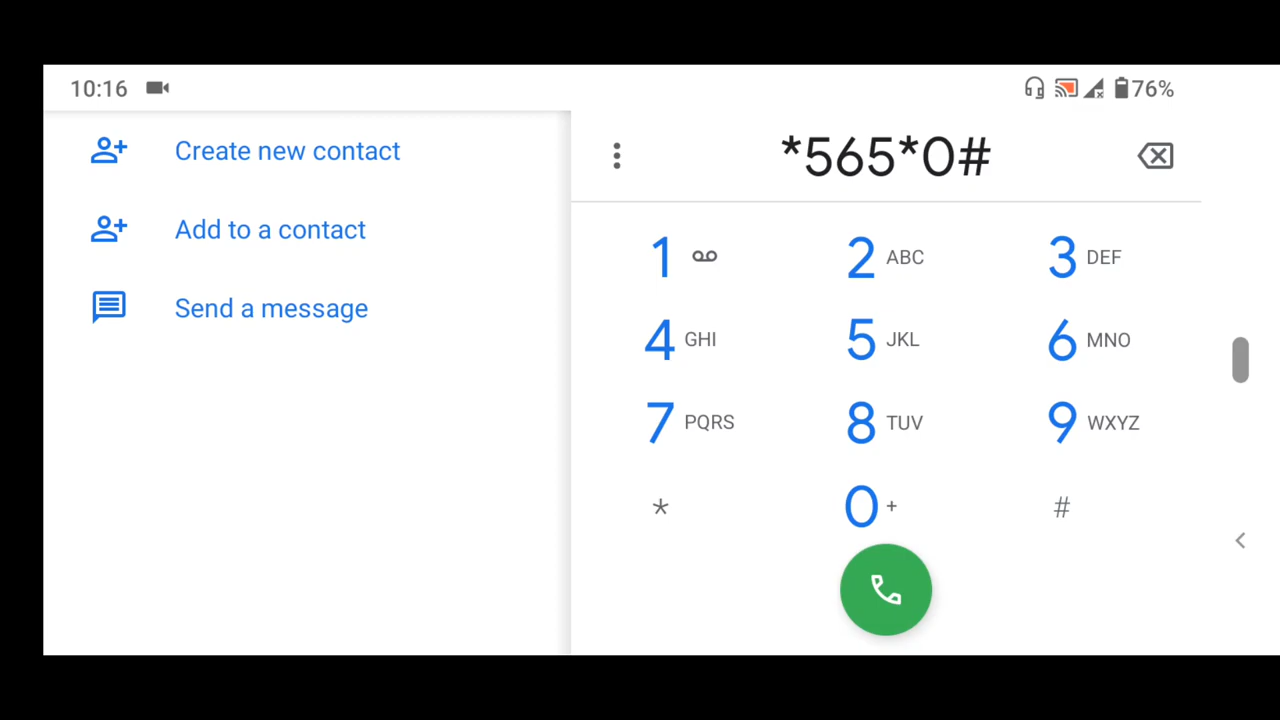 10:16
76%
Create new contact
Add to a contact
Send a message
*565*0#
1
2 ABC
3 DEF
4 GHI
5 JKL
6 MNO
7 PQRS
8 TUV
9 WXYZ
*
0 +
#